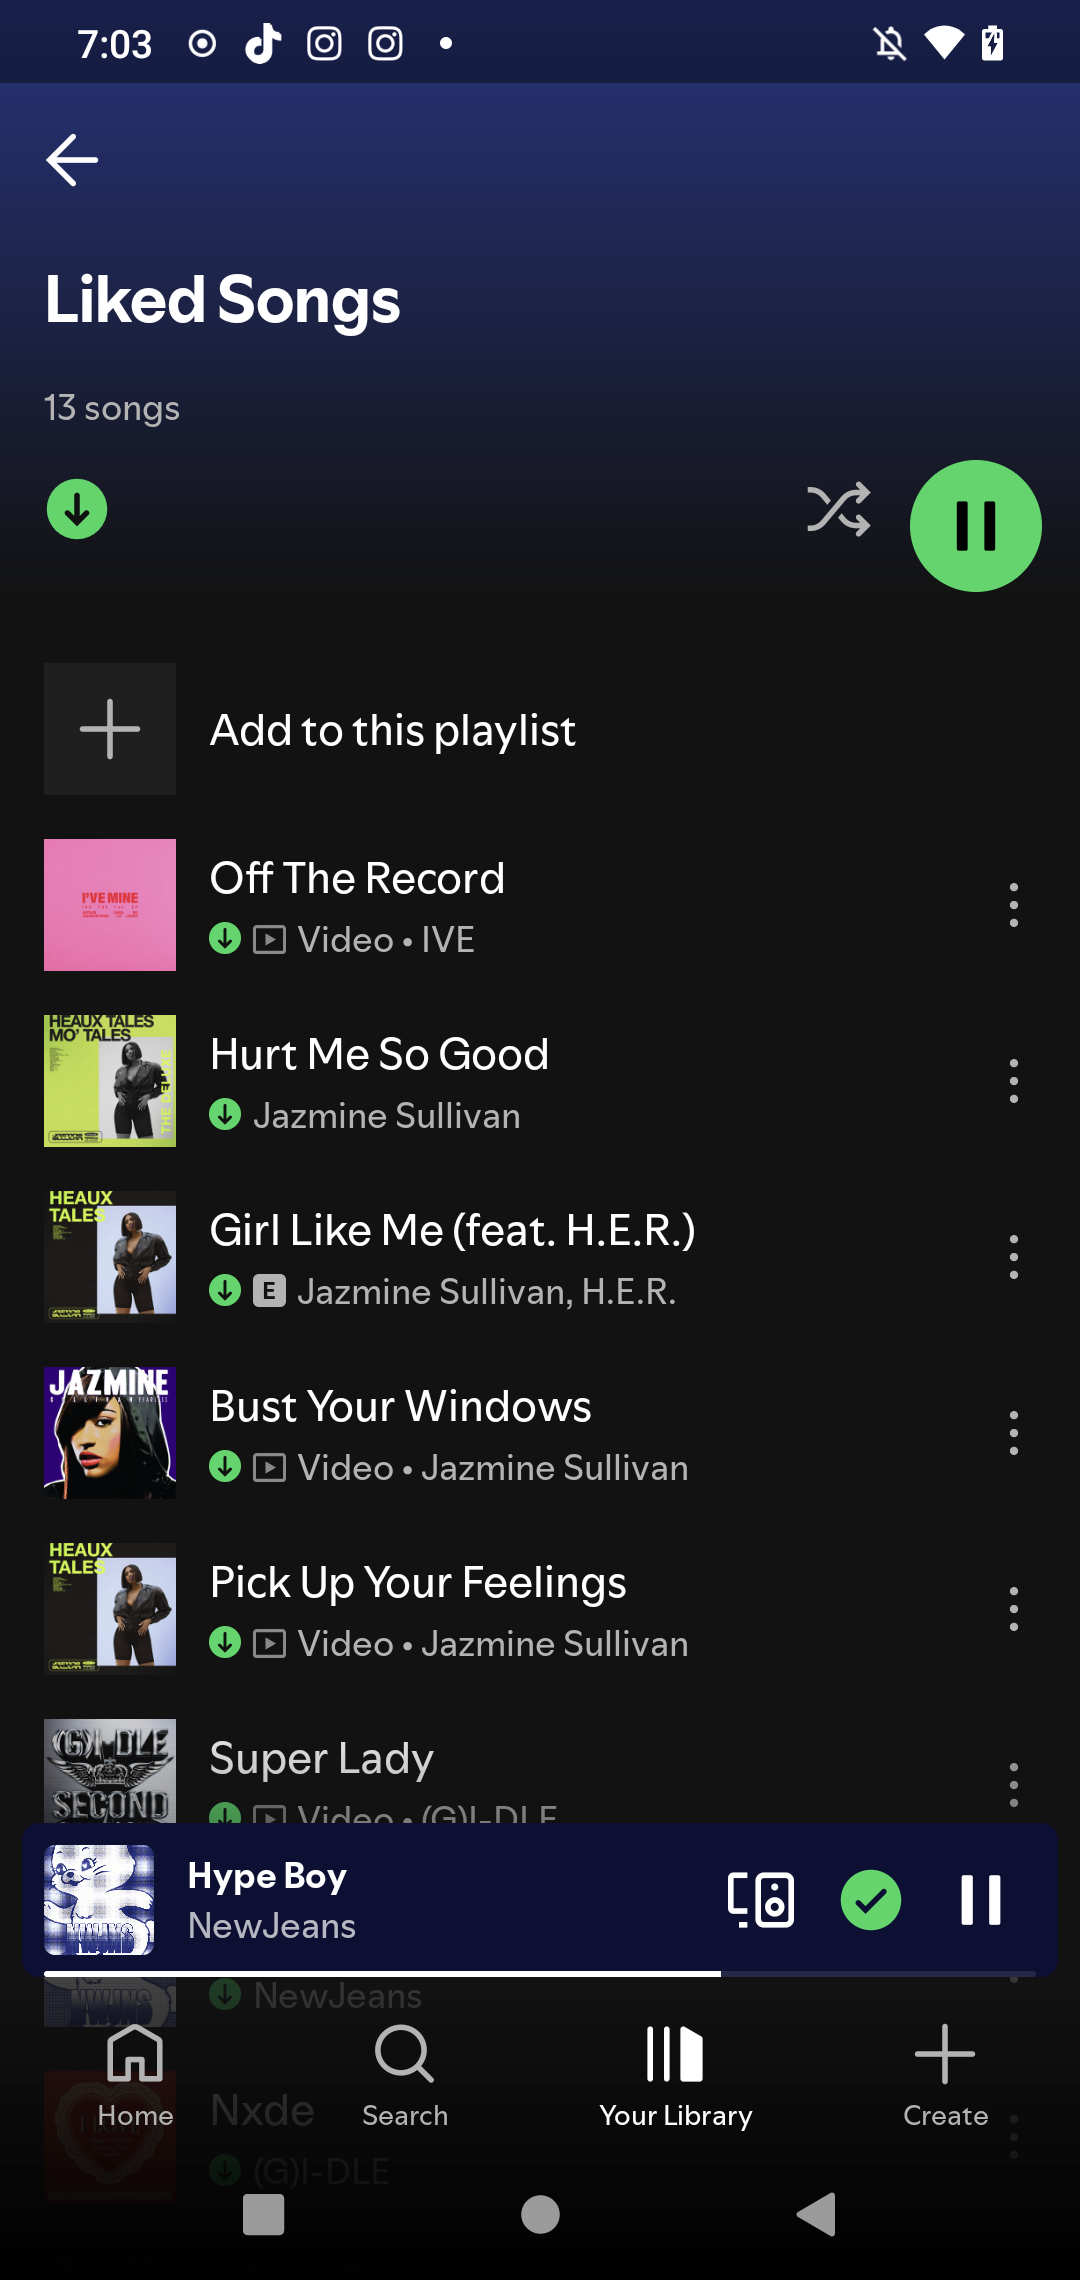 7:03
Liked Songs
13 songs
Add to this playlist
I'VE MINE
Off The Record
Video • IVE
HEAUX TALES
MO' TALES
THE DELUXE
Hurt Me So Good
Jazmine Sullivan
HEAUX
TALES
Girl Like Me (feat. H.E.R.)
E Jazmine Sullivan, H.E.R.
JAZMINE
SULLIVAN FEARLESS
Bust Your Windows
Video • Jazmine Sullivan
HEAUX
TALES
Pick Up Your Feelings
Video • Jazmine Sullivan
(G)I-DLE
SECOND
Super Lady
Video • (G)I-DLE
Hype Boy
NewJeans
NWJNS
NewJeans
Nxde
(G)I-DLE
Home
Search
Your Library
Create